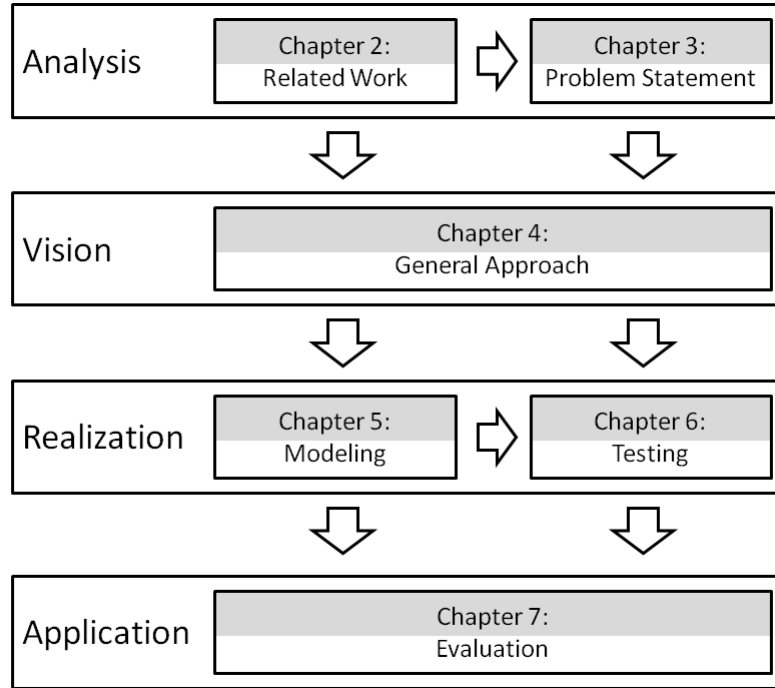 Analysis
Chapter 2:
Related Work
Chapter 3:
Problem Statement
Vision
Chapter 4:
General Approach
Realization
Chapter 5:
Modeling
Chapter 6:
Testing
Application
Chapter 7:
Evaluation